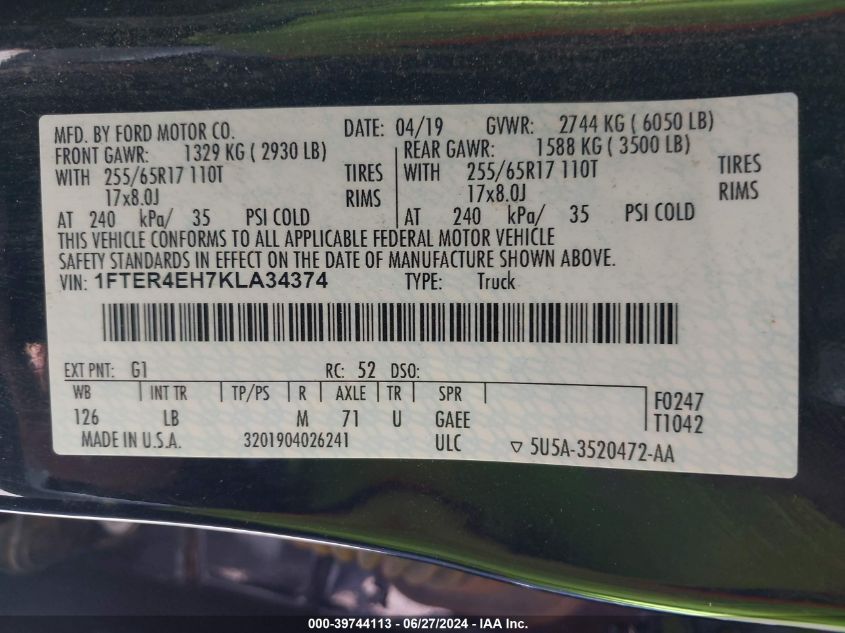 MFD. BY FORD MOTOR CO. DATE: 04/19 GVWR: 2744 KG ( 6050 LB)
FRONT GAWR: 1329 KG ( 2930 LB) REAR GAWR: 1588 KG ( 3500 LB)
WITH 255/65R17 110T TIRES WITH 255/65R17 110T TIRES
17x8.0J RIMS 17x8.0J RIMS
AT 240 kPa/ 35 PSI COLD AT 240 kPa/ 35 PSI COLD
THIS VEHICLE CONFORMS TO ALL APPLICABLE FEDERAL MOTOR VEHICLE
SAFETY STANDARDS IN EFFECT ON THE DATE OF MANUFACTURE SHOWN ABOVE.
VIN: 1FTER4EH7KLA34374 TYPE: Truck
EXT PNT: G1 RC: 52 DSO:
WB INT TR TP/PS R AXLE TR SPR F0247
126 LB M 71 U GAEE T1042
MADE IN U.S.A. 3201904026241 ULC ▽ 5U5A-3520472-AA
000-39744113 - 06/27/2024 - IAA Inc.